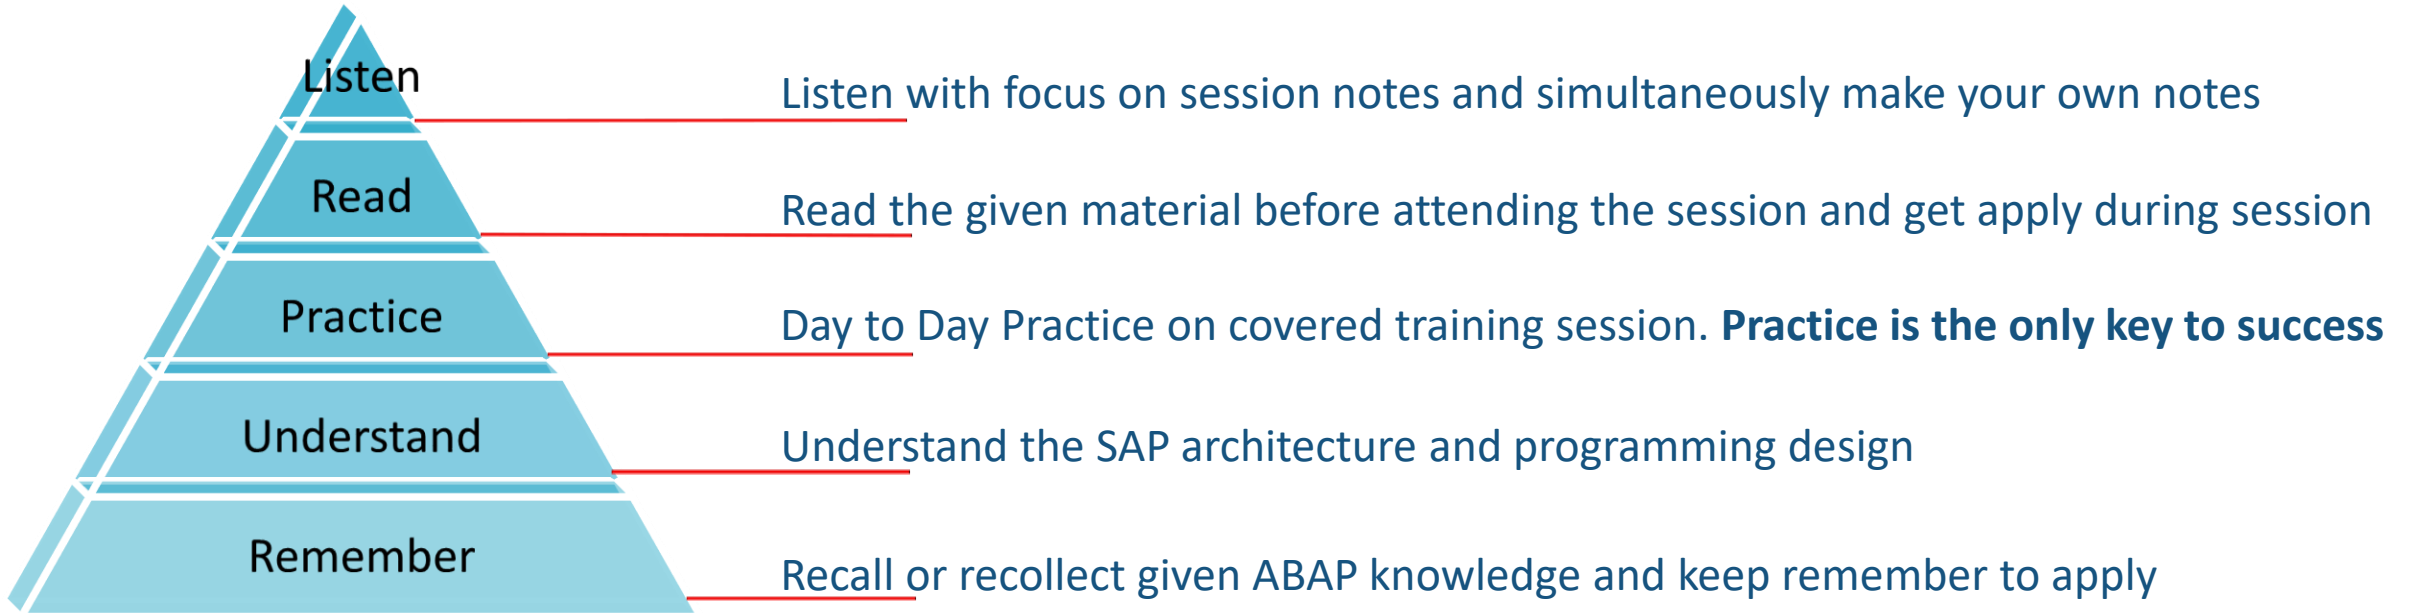 Listen
Listen with focus on session notes and simultaneously make your own notes
Read
Read the given material before attending the session and get apply during session
Practice
Day to Day Practice on covered training session. Practice is the only key to success
Understand
Understand the SAP architecture and programming design
Remember
Recall or recollect given ABAP knowledge and keep remember to apply